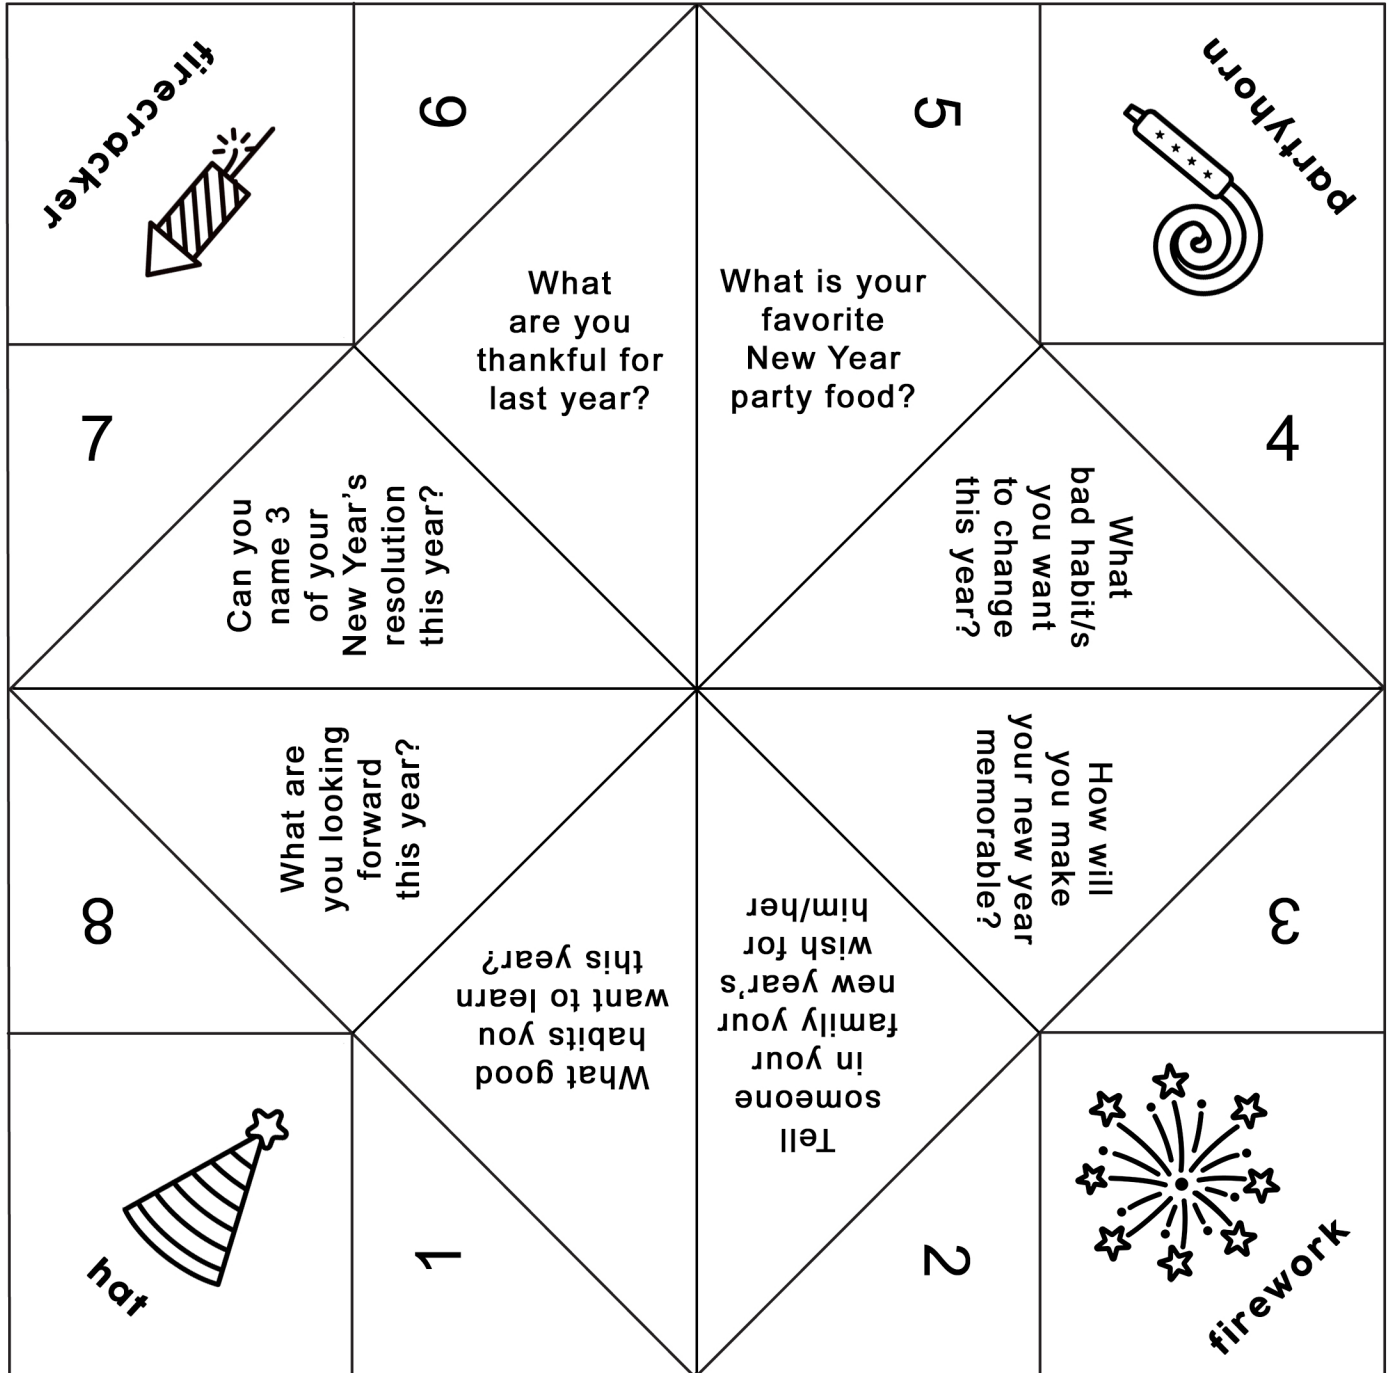 firecracker
6
5
partyhorn
What
are you
thankful for
last year?
What is your
favorite
New Year
party food?
7
4
Can you
name 3
of your
New Year's
resolution
this year?
What
bad habit/s
you want
to change
this year?
What are
you looking
forward
this year?
How will
you make
your new year
memorable?
8
3
What good
habits you
want to learn
this year?
Tell
someone
in your
family your
new year's
wish for
him/her
hat
1
2
firework